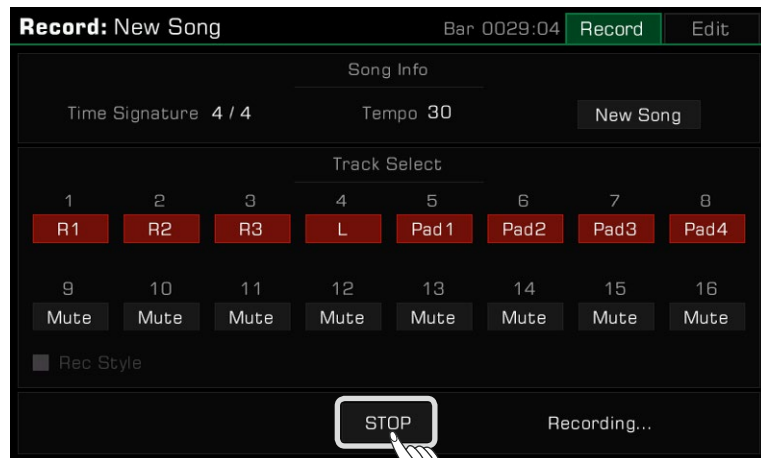 Record: New Song Bar 0029:04 Record Edit
Song Info
Time Signature 4 / 4 Tempo 30 New Song
Track Select
1 2 3 4 5 6 7 8
R1 R2 R3 L Pad1 Pad2 Pad3 Pad4
9 10 11 12 13 14 15 16
Mute Mute Mute Mute Mute Mute Mute Mute
Rec Style
STOP Recording...